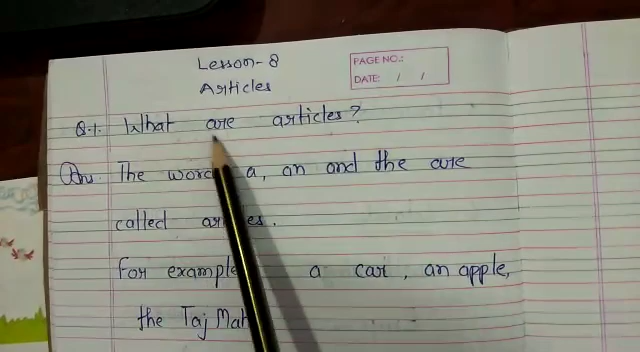 Lesson-8
PAGE NO.:
DATE: / /
Articles
Q.1. What are articles?
Ans. The a, an and the are
called
For example a car, an apple,
the Taj